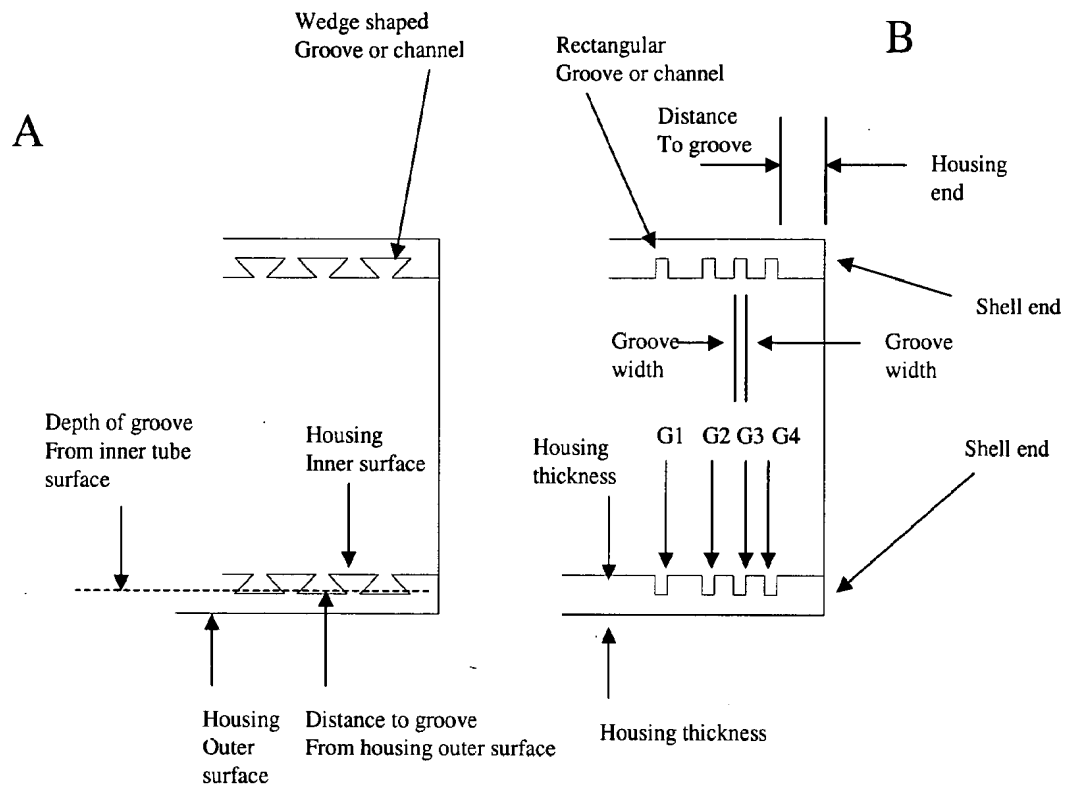 A
Wedge shaped
Groove or channel
Depth of groove
From inner tube
surface
Housing
Inner surface
Housing
Outer
surface
Distance to groove
From housing outer surface
B
Rectangular
Groove or channel
Distance
To groove
Housing
end
Shell end
Groove
width
Groove
width
G1 G2 G3 G4
Housing
thickness
Shell end
Housing thickness